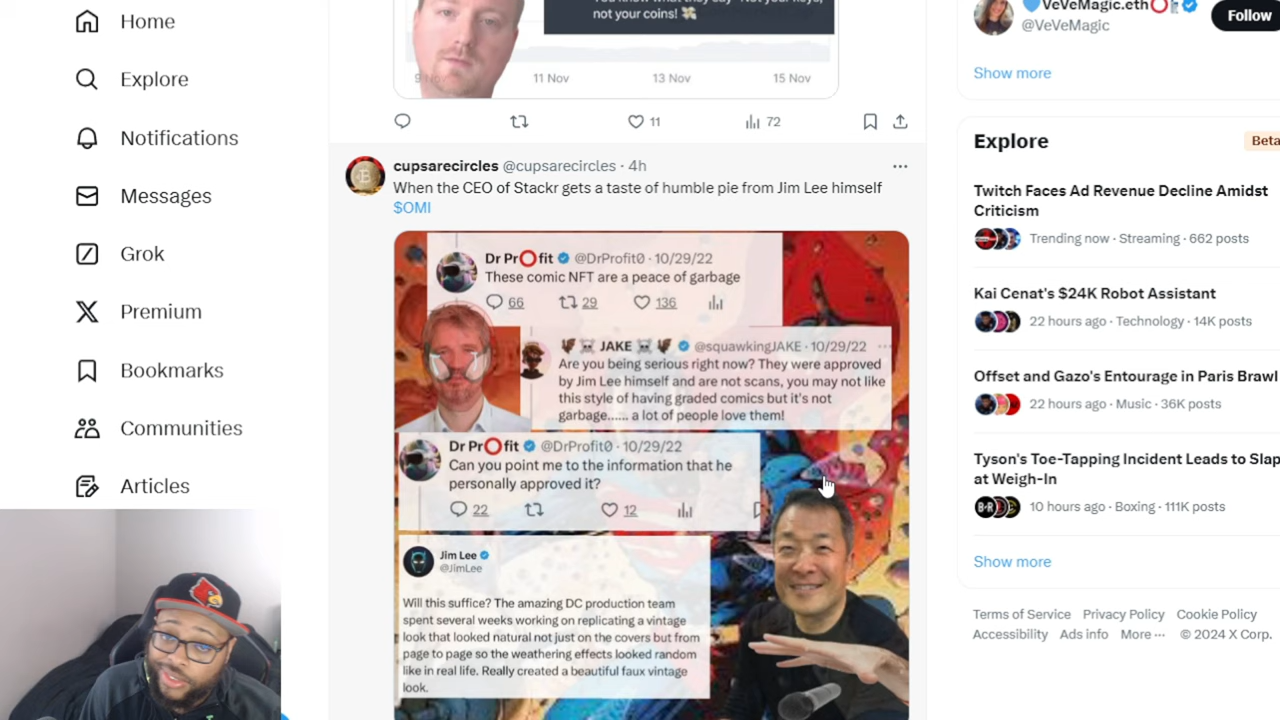 Home
Explore
Notifications
Messages
Grok
Premium
Bookmarks
Communities
Articles
not your coins!
11 Nov
13 Nov
15 Nov
11
72
cupsarecircles @cupsarecircles · 4h
When the CEO of Stackr gets a taste of humble pie from Jim Lee himself
$OMI
Dr Pr⭕fit @DrProfit0 · 10/29/22
These comic NFT are a peace of garbage
66 29 136
JAKE @squawkingJAKE · 10/29/22
Are you being serious right now? They were approved
by Jim Lee himself and are not scans, you may not like
this style of having graded comics but it's not
garbage...... a lot of people love them!
Dr Pr⭕fit @DrProfit0 · 10/29/22
Can you point me to the information that he
personally approved it?
22 12
Jim Lee
@JimLee
Will this suffice? The amazing DC production team
spent several weeks working on replicating a vintage
look that looked natural not just on the covers but from
page to page so the weathering effects looked random
like in real life. Really created a beautiful faux vintage
look.
VeVeMagic.eth
@VeVeMagic
Follow
Show more
Explore
Beta
Twitch Faces Ad Revenue Decline Amidst
Criticism
Trending now · Streaming · 662 posts
Kai Cenat's $24K Robot Assistant
22 hours ago · Technology · 14K posts
Offset and Gazo's Entourage in Paris Brawl
22 hours ago · Music · 36K posts
Tyson's Toe-Tapping Incident Leads to Slap
at Weigh-In
10 hours ago · Boxing · 111K posts
Show more
Terms of Service Privacy Policy Cookie Policy
Accessibility Ads info More ··· © 2024 X Corp.